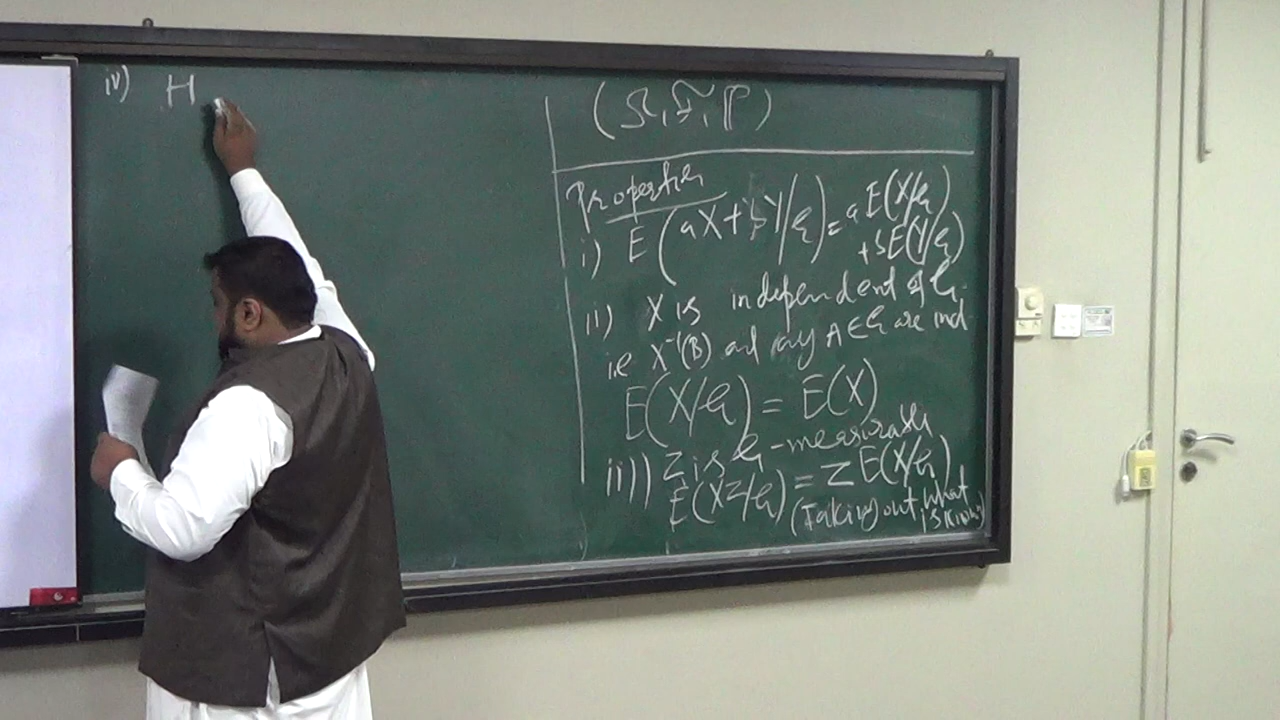 iv) H
(Ω, F, P)
Properties
i) E(aX+bY/G) = aE(X/G)
+bE(Y/G)
ii) X is independent of G.
i.e X⁻¹(B) and any A∈G are ind
E(X/G) = E(X)
iii) Z is G-measurable
E(XZ/G) = Z E(X/G)
(Taking out what
is known)